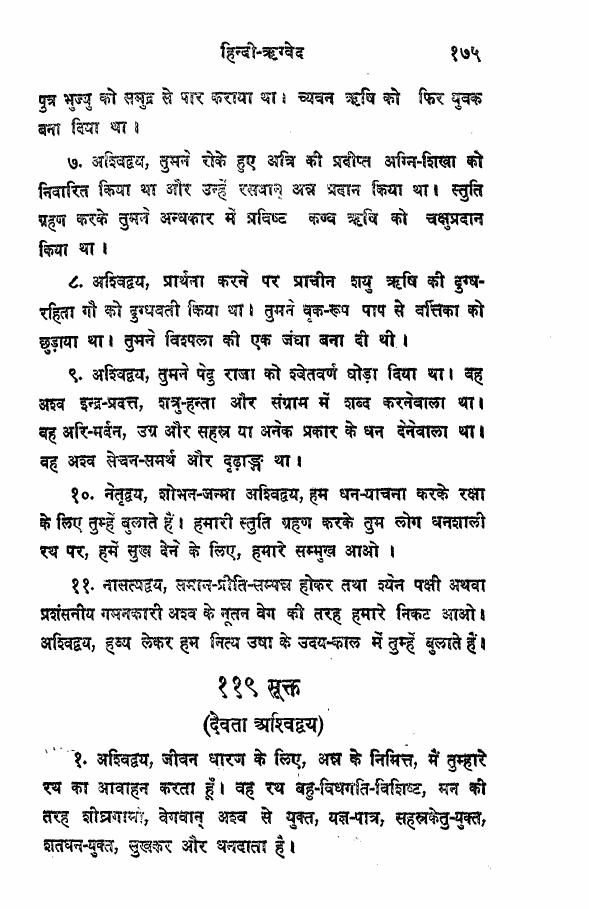 हिन्दी-ऋग्वेद १७५
पुत्र भुज्यु को समुद्र से पार कराया था। च्यवन ऋषि को फिर युवक
बना दिया था।
७. अश्विद्वय, तुमने रोके हुए अत्रि की प्रदीप्त अग्नि-शिखा को
निवारित किया था और उन्हें रसवान् अन्न प्रदान किया था। स्तुति
ग्रहण करके तुमने अन्धकार में प्रविष्ट कण्व ऋषि को चक्षुप्रदान
किया था।
८. अश्विद्वय, प्रार्थना करने पर प्राचीन शयु ऋषि की दुग्ध-
रहिता गौ को दुग्धवती किया था। तुमने वृक-रूप पाप से वर्त्तिका को
छुड़ाया था। तुमने विश्पला की एक जंघा बना दी थी।
९. अश्विद्वय, तुमने पेदु राजा को श्वेतवर्ण घोड़ा दिया था। वह
अश्व इन्द्र-प्रदत्त, शत्रु-हन्ता और संग्राम में शब्द करनेवाला था।
वह अरि-मर्दन, उग्र और सहस्र या अनेक प्रकार के धन देनेवाला था।
वह अश्व सेचन-समर्थ और दृढ़ाङ्ग था।
१०. नेतृद्वय, शोभन-जन्मा अश्विद्वय, हम धन-याचना करके रक्षा
के लिए तुम्हें बुलाते हैं। हमारी स्तुति ग्रहण करके तुम लोग धनशाली
रथ पर, हमें सुख देने के लिए, हमारे सम्मुख आओ।
११. नासत्यद्वय, समान-प्रीति-सम्पन्न होकर तथा श्येन पक्षी अथवा
प्रशंसनीय गमनकारी अश्व के नूतन वेग की तरह हमारे निकट आओ।
अश्विद्वय, हव्य लेकर हम नित्य उषा के उदय-काल में तुम्हें बुलाते हैं।
११९ सूक्त
(देवता अश्विद्वय)
१. अश्विद्वय, जीवन धारण के लिए, अन्न के निमित्त, मैं तुम्हारे
रथ का आवाहन करता हूँ। वह रथ बहु-विधगति-विशिष्ट, मन की
तरह शीघ्रगामी, वेगवान् अश्व से युक्त, यज्ञ-पात्र, सहस्रकेतु-युक्त,
शतधन-युक्त, सुखकर और धनदाता है।